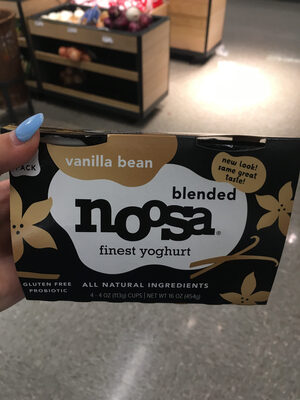 PACK
vanilla bean
new look!
same great
taste!
blended
noosa®
finest yoghurt
GLUTEN FREE
PROBIOTIC
ALL NATURAL INGREDIENTS
4 - 4 OZ (113g) CUPS | NET WT 16 OZ (454g)